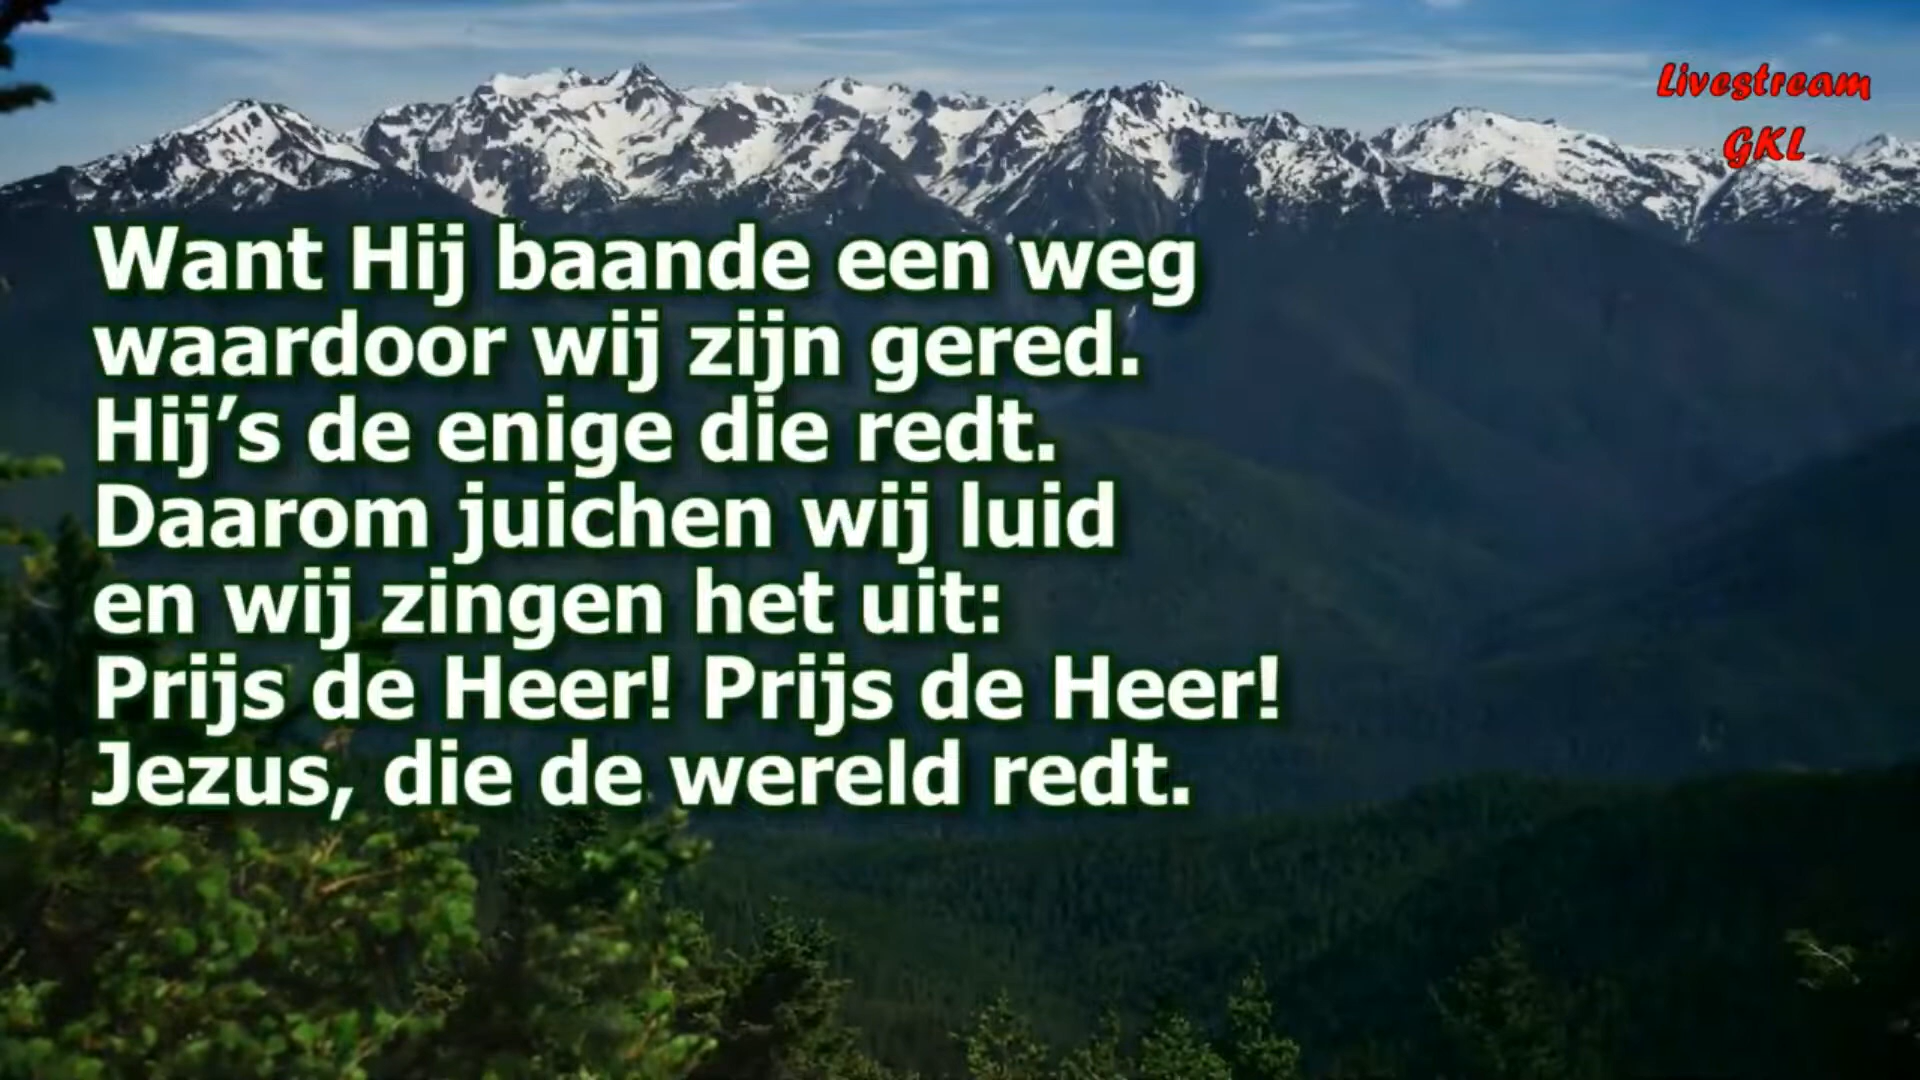 Livestream
GKL
Want Hij baande een weg
waardoor wij zijn gered.
Hij’s de enige die redt.
Daarom juichen wij luid
en wij zingen het uit:
Prijs de Heer! Prijs de Heer!
Jezus, die de wereld redt.